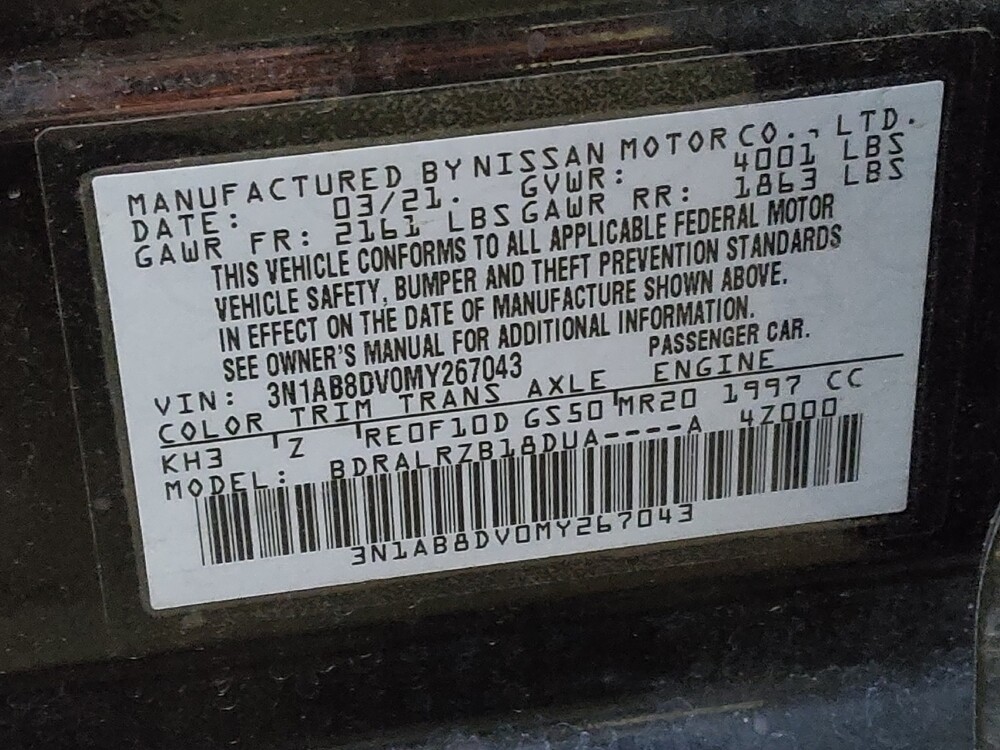 MANUFACTURED BY NISSAN MOTOR CO., LTD.
DATE: 03/21. GVWR: 4001 LBS
GAWR FR: 2161 LBS GAWR RR: 1863 LBS
THIS VEHICLE CONFORMS TO ALL APPLICABLE FEDERAL MOTOR
VEHICLE SAFETY, BUMPER AND THEFT PREVENTION STANDARDS
IN EFFECT ON THE DATE OF MANUFACTURE SHOWN ABOVE.
SEE OWNER'S MANUAL FOR ADDITIONAL INFORMATION.
VIN: 3N1AB8DV0MY267043 PASSENGER CAR.
COLOR TRIM TRANS AXLE ENGINE
KH3 Z RE0F10D GS50 MR20 1997 CC
MODEL: BDRALRZB18DUA----A 4Z000
3N1AB8DV0MY267043